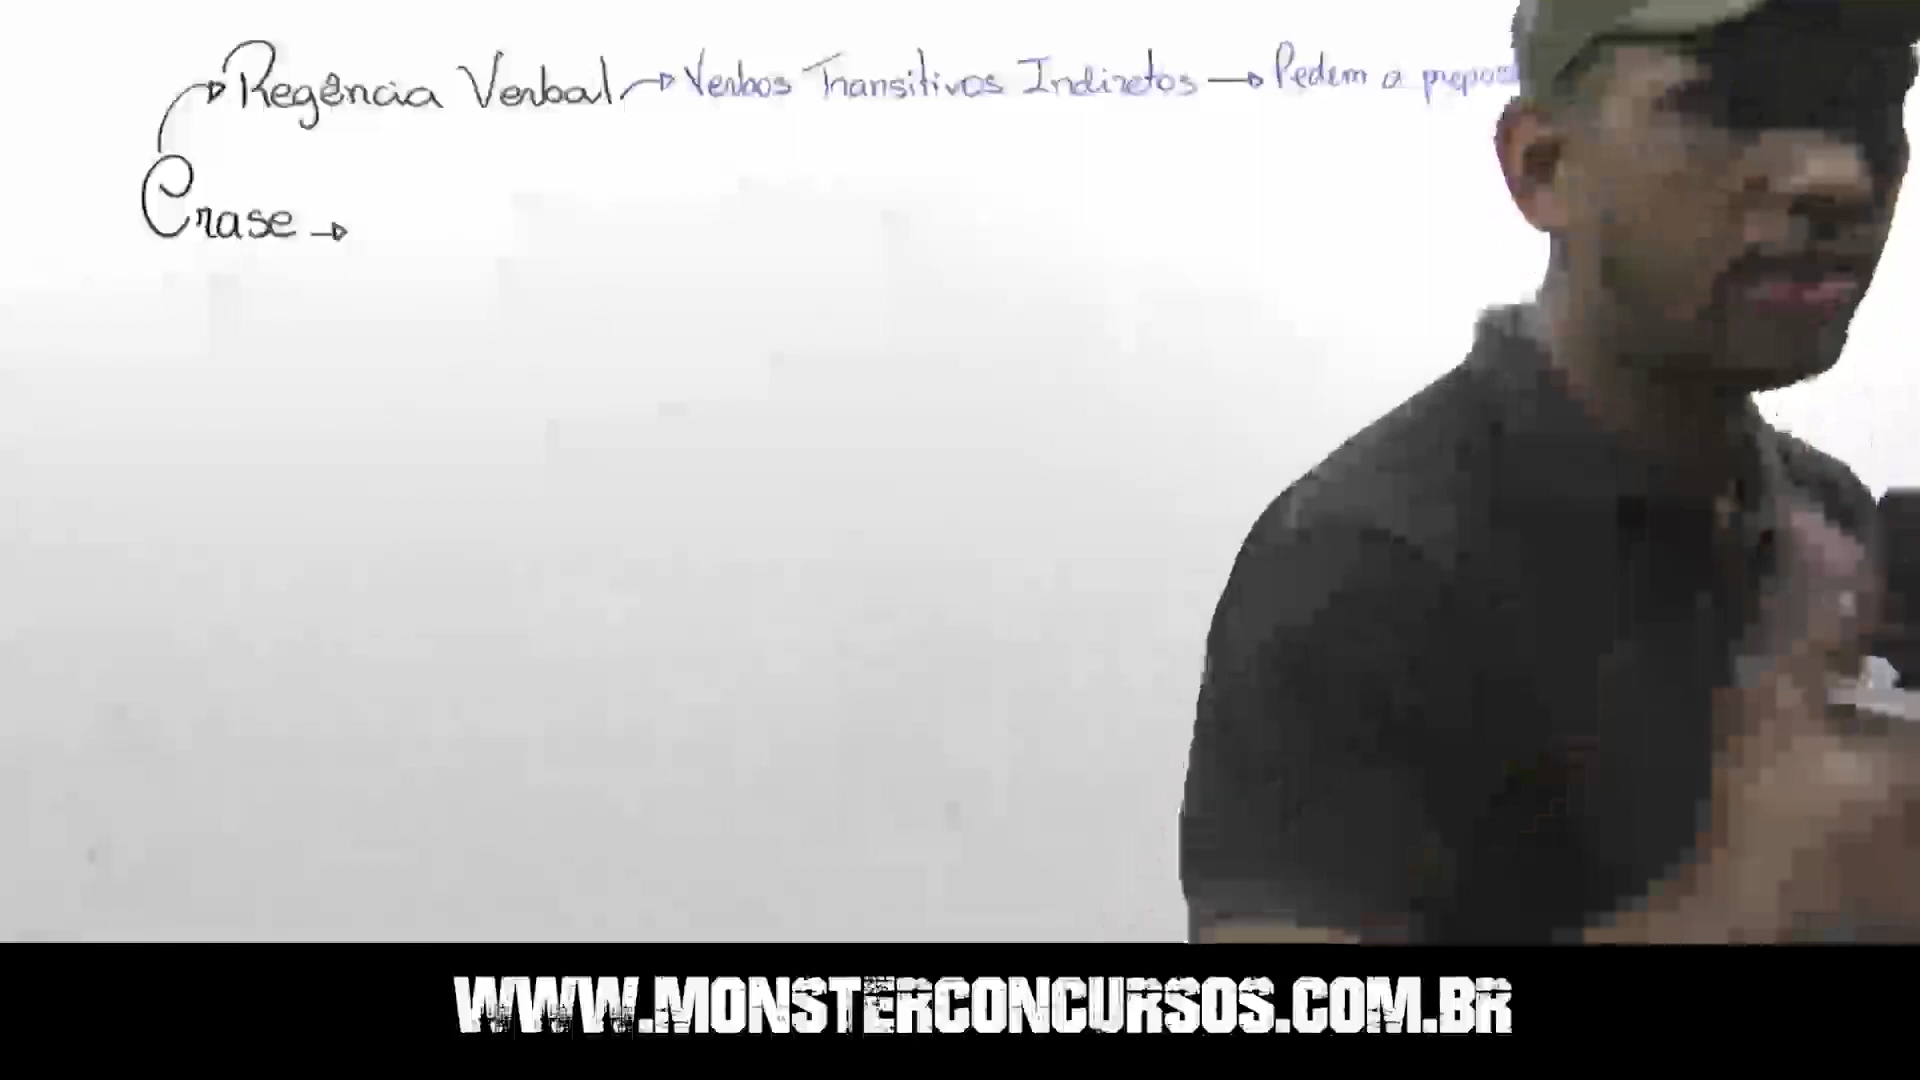 Regência Verbal → Verbos Transitivos Indiretos → Pedem a
Crase →
WWW.MONSTERCONCURSOS.COM.BR